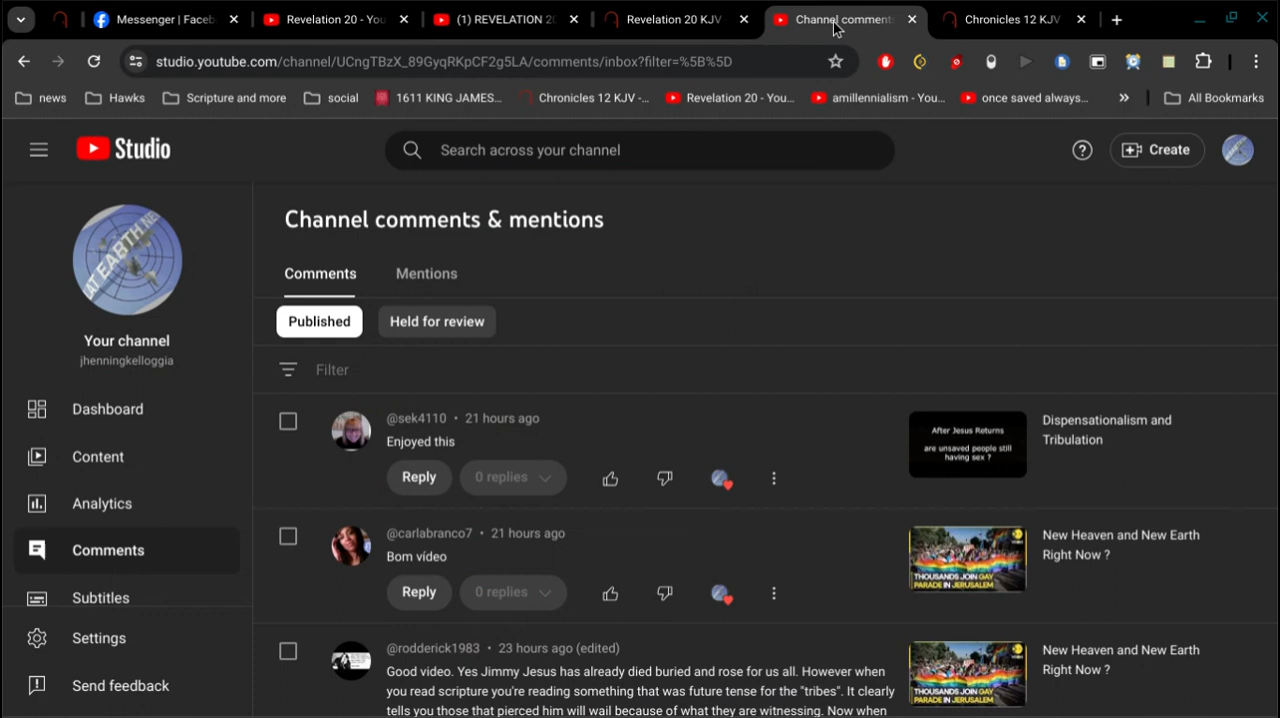 Messenger | Faceb
Revelation 20 - You
(1) REVELATION 2
Revelation 20 KJV
Channel comment
Chronicles 12 KJV
studio.youtube.com/channel/UCngTBzX_89GyqRKpCF2g5LA/comments/inbox?filter=%5B%5D
news
Hawks
Scripture and more
social
1611 KING JAMES...
Chronicles 12 KJV -...
Revelation 20 - You...
amillennialism - You...
once saved always...
All Bookmarks
Studio
Search across your channel
Create
AT EARTH NE
Your channel
jhenningkelloggia
Dashboard
Content
Analytics
Comments
Subtitles
Settings
Send feedback
Channel comments & mentions
Comments
Mentions
Published
Held for review
Filter
@sek4110 • 21 hours ago
Enjoyed this
Reply
0 replies
After Jesus Returns
are unsaved people still
having sex ?
Dispensationalism and
Tribulation
@carlabranco7 • 21 hours ago
Bom vídeo
Reply
0 replies
THOUSANDS JOIN GAY
PARADE IN JERUSALEM
New Heaven and New Earth
Right Now ?
@rodderick1983 • 23 hours ago (edited)
Good video. Yes Jimmy Jesus has already died buried and rose for us all. However when
you read scripture you're reading something that was future tense for the "tribes". It clearly
tells you those that pierced him will wail because of what they are witnessing. Now when
THOUSANDS JOIN GAY
PARADE IN JERUSALEM
New Heaven and New Earth
Right Now ?